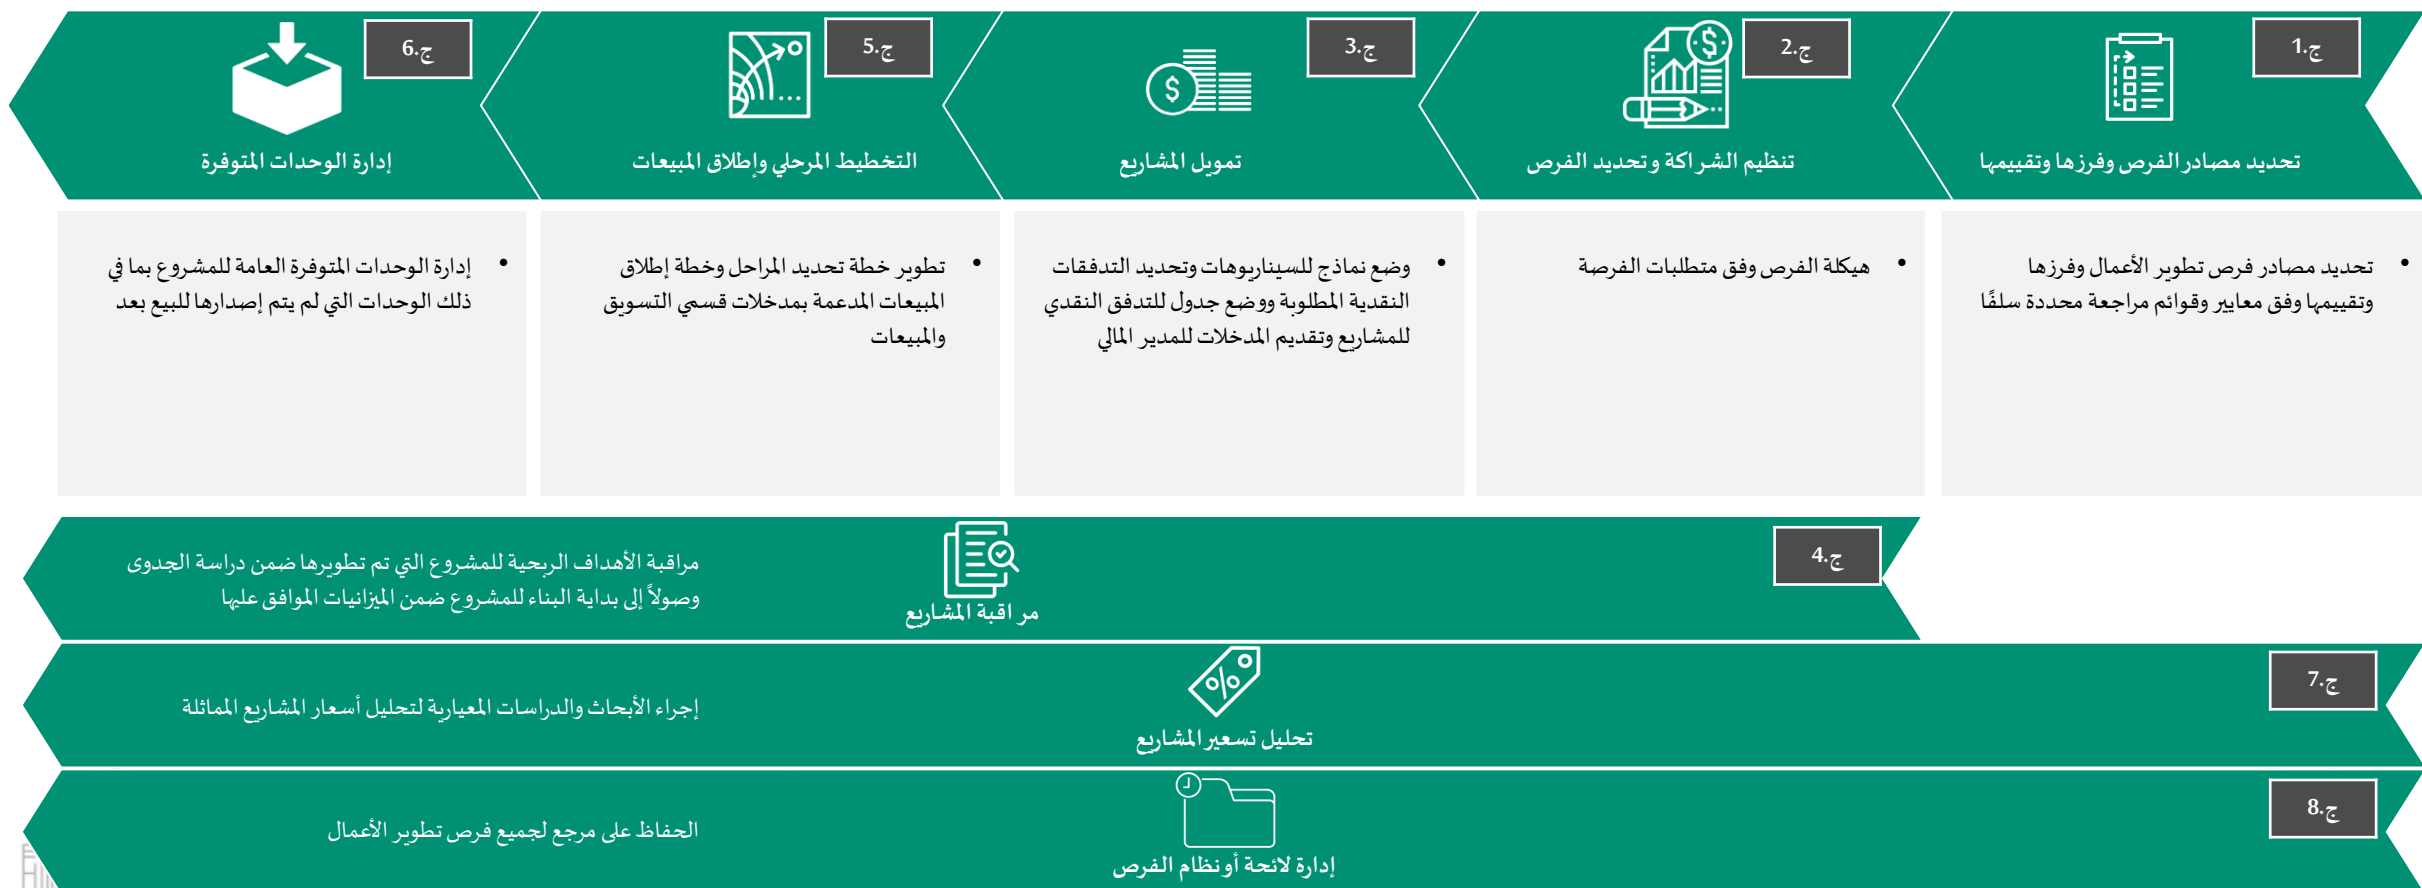 ج.1
تحديد مصادر الفرص وفرزها وتقييمها
ج.2
تنظيم الشراكة وتحديد الفرص
ج.3
تمويل المشاريع
ج.5
التخطيط المرحلي وإطلاق المبيعات
ج.6
إدارة الوحدات المتوفرة
• تحديد مصادر فرص تطوير الأعمال وفرزها
وتقييمها وفق معايير وقوائم مراجعة محددة سلفًا
• هيكلة الفرص وفق متطلبات الفرصة
• وضع نماذج للسيناريوهات وتحديد التدفقات
النقدية المطلوبة ووضع جدول للتدفق النقدي
للمشاريع وتقديم المدخلات للمدير المالي
• تطوير خطة تحديد المراحل وخطة إطلاق
المبيعات المدعمة بمدخلات قسمي التسويق
والمبيعات
• إدارة الوحدات المتوفرة العامة للمشروع بما في
ذلك الوحدات التي لم يتم إصدارها للبيع بعد
ج.4
مراقبة المشاريع
مراقبة الأهداف الربحية للمشروع التي تم تطويرها ضمن دراسة الجدوى
وصولاً إلى بداية البناء للمشروع ضمن الميزانيات الموافق عليها
ج.7
تحليل تسعير المشاريع
إجراء الأبحاث والدراسات المعيارية لتحليل أسعار المشاريع المماثلة
ج.8
إدارة لائحة أو نظام الفرص
الحفاظ على مرجع لجميع فرص تطوير الأعمال